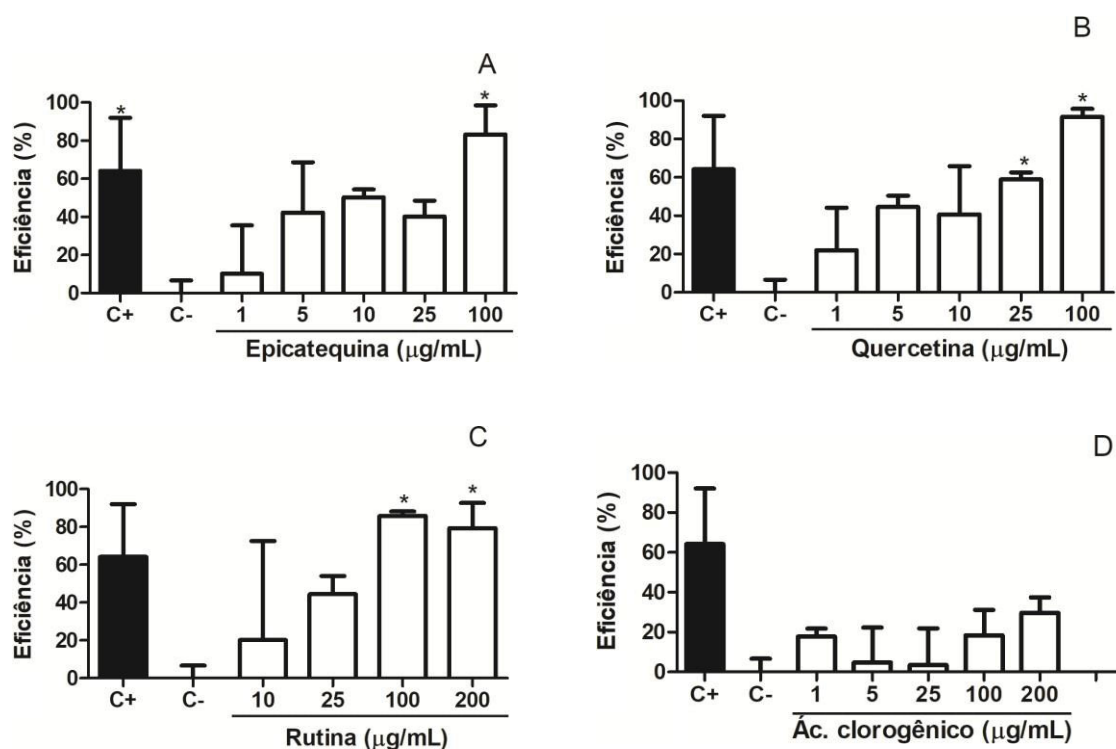 A
Eficiência (%)
100
80
60
40
20
0
*
*
C+ C- 1 5 10 25 100
Epicatequina (μg/mL)
B
Eficiência (%)
100
80
60
40
20
0
*
*
C+ C- 1 5 10 25 100
Quercetina (μg/mL)
C
Eficiência (%)
100
80
60
40
20
0
*
*
C+ C- 10 25 100 200
Rutina (μg/mL)
D
Eficiência (%)
100
80
60
40
20
0
C+ C- 1 5 25 100 200
Ác. clorogênico (μg/mL)